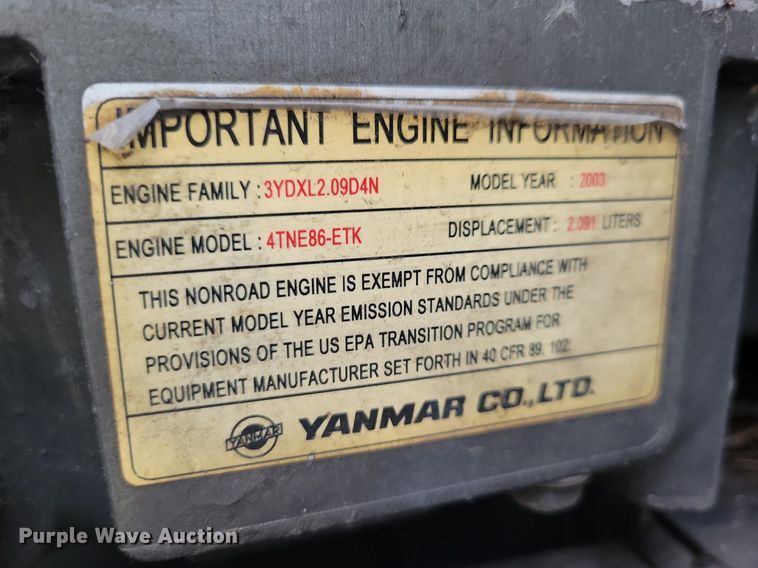 IMPORTANT ENGINE INFORMATION
ENGINE FAMILY : 3YDXL2.09D4N MODEL YEAR : 2003
ENGINE MODEL : 4TNE86-ETK DISPLACEMENT : 2.091 LITERS
THIS NONROAD ENGINE IS EXEMPT FROM COMPLIANCE WITH
CURRENT MODEL YEAR EMISSION STANDARDS UNDER THE
PROVISIONS OF THE US EPA TRANSITION PROGRAM FOR
EQUIPMENT MANUFACTURER SET FORTH IN 40 CFR 89. 102.
YANMAR YANMAR CO., LTD.
Purple Wave Auction